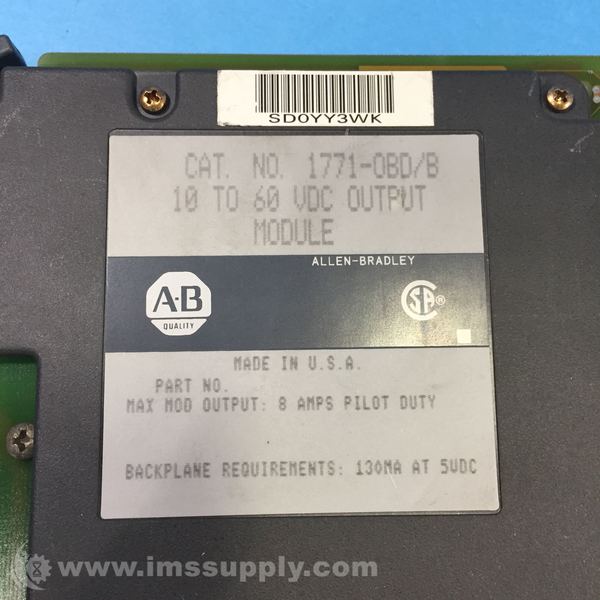 SD0YY3WK
CAT. NO. 1771-OBD/B
10 TO 60 VDC OUTPUT
MODULE
ALLEN-BRADLEY
A-B
QUALITY
SA®
MADE IN U.S.A.
PART NO.
MAX MOD OUTPUT: 8 AMPS PILOT DUTY
BACKPLANE REQUIREMENTS: 130MA AT 5VDC
www.imssupply.com